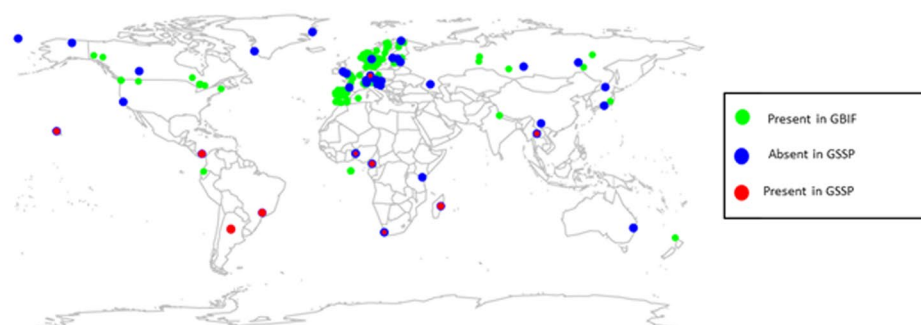 Present in GBIF
Absent in GSSP
Present in GSSP